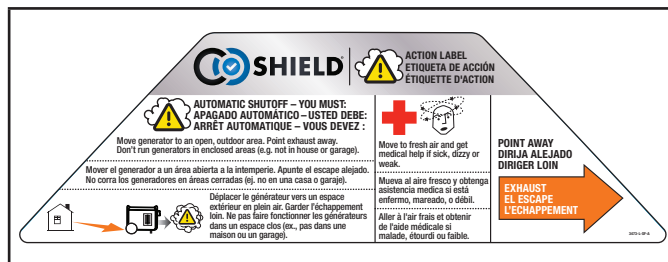 CO SHIELD®
ACTION LABEL
ETIQUETA DE ACCIÓN
ÉTIQUETTE D'ACTION
AUTOMATIC SHUTOFF – YOU MUST:
APAGADO AUTOMÁTICO – USTED DEBE:
ARRÊT AUTOMATIQUE – VOUS DEVEZ :
Move generator to an open, outdoor area. Point exhaust away.
Don't run generators in enclosed areas (e.g. not in house or garage).
Mover el generador a un área abierta a la intemperie. Apunte el escape alejado.
No corra los generadores en áreas cerradas (ej. no en una casa o garaje).
Déplacer le générateur vers un espace
extérieur en plein air. Garder l'échappement
loin. Ne pas faire fonctionner les générateurs
dans un espace clos (ex., pas dans une
maison ou un garage).
Move to fresh air and get
medical help if sick, dizzy or
weak.
Mueva al aire fresco y obtenga
asistencia medica si está
enfermo, mareado, o débil.
Aller à l'air frais et obtenir
de l'aide médicale si
malade, étourdi ou faible.
POINT AWAY
DIRIJA ALEJADO
DIRIGER LOIN
EXHAUST
EL ESCAPE
L'ECHAPPEMENT